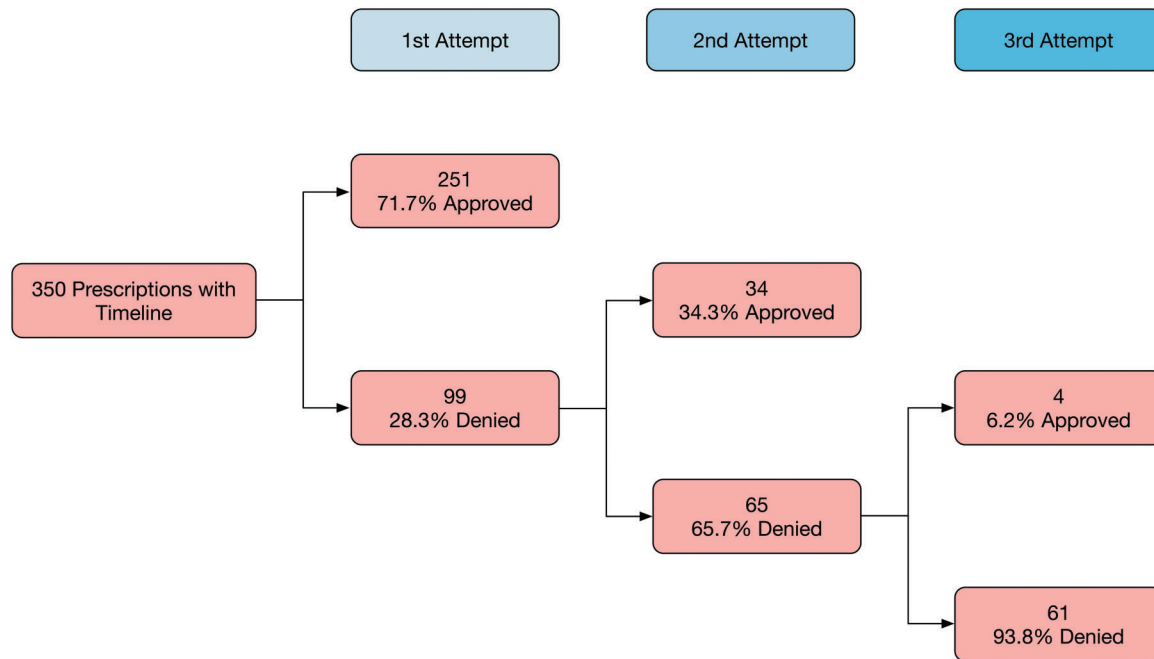 1st Attempt
2nd Attempt
3rd Attempt
251
71.7% Approved
350 Prescriptions with
Timeline
34
34.3% Approved
99
28.3% Denied
4
6.2% Approved
65
65.7% Denied
61
93.8% Denied